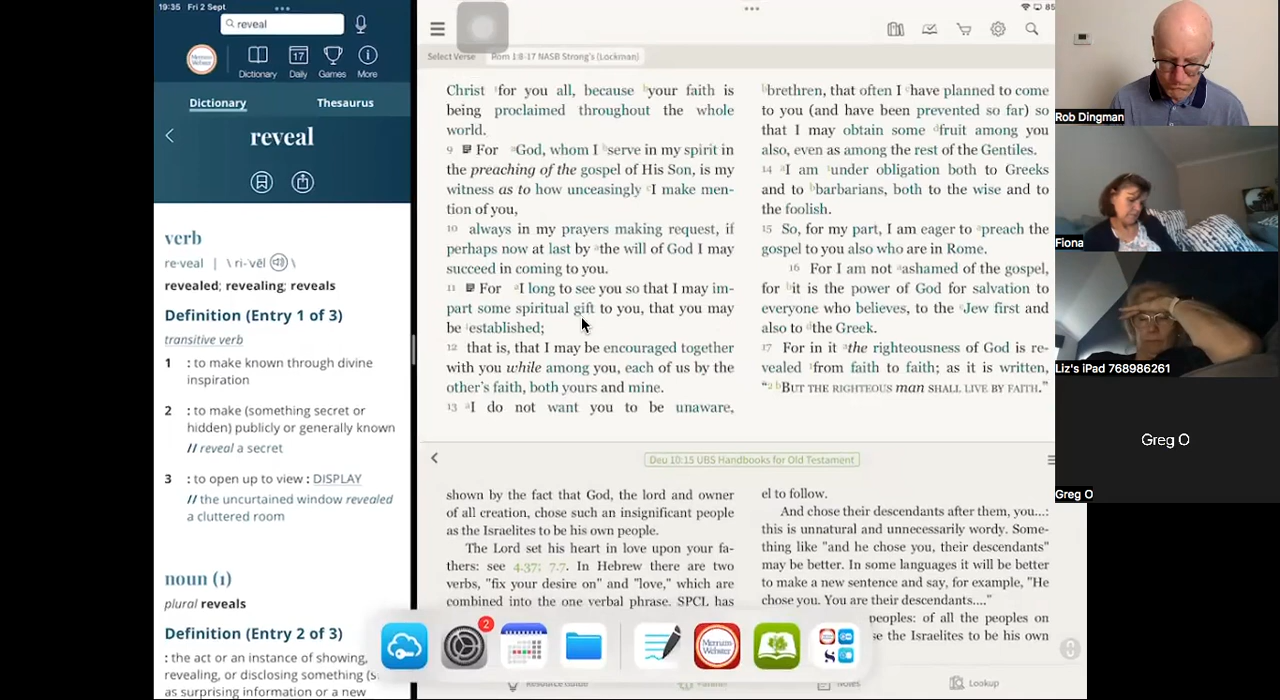 19:35 Fri 2 Sept
reveal
Dictionary
17
Daily
Games
More
Dictionary
Thesaurus
reveal
verb
re·veal | \ ri-ˈvēl \
revealed; revealing; reveals
Definition (Entry 1 of 3)
transitive verb
1 : to make known through divine
inspiration
2 : to make (something secret or
hidden) publicly or generally known
// reveal a secret
3 : to open up to view : DISPLAY
// the uncurtained window revealed
a cluttered room
noun (1)
plural reveals
Definition (Entry 2 of 3)
: the act or an instance of showing,
revealing, or disclosing something (s
as surprising information or a new
85
Select Verse
Rom 1:8-17 NASB Strong's (Lockman)
Christ for you all, because your faith is
being proclaimed throughout the whole
world.
9 For God, whom I serve in my spirit in
the preaching of the gospel of His Son, is my
witness as to how unceasingly I make men-
tion of you,
10 always in my prayers making request, if
perhaps now at last by the will of God I may
succeed in coming to you.
11 For I long to see you so that I may im-
part some spiritual gift to you, that you may
be established;
12 that is, that I may be encouraged together
with you while among you, each of us by the
other's faith, both yours and mine.
13 I do not want you to be unaware,
brethren, that often I have planned to come
to you (and have been prevented so far) so
that I may obtain some fruit among you
also, even as among the rest of the Gentiles.
14 I am under obligation both to Greeks
and to barbarians, both to the wise and to
the foolish.
15 So, for my part, I am eager to preach the
gospel to you also who are in Rome.
16 For I am not ashamed of the gospel,
for it is the power of God for salvation to
everyone who believes, to the Jew first and
also to the Greek.
17 For in it the righteousness of God is re-
vealed from faith to faith; as it is written,
"BUT THE RIGHTEOUS man SHALL LIVE BY FAITH."
Deu 10:15 UBS Handbooks for Old Testament
shown by the fact that God, the lord and owner
of all creation, chose such an insignificant people
as the Israelites to be his own people.
The Lord set his heart in love upon your fa-
thers: see 4.37; 7.7. In Hebrew there are two
verbs, "fix your desire on" and "love," which are
combined into the one verbal phrase. SPCL has
el to follow.
And chose their descendants after them, you...:
this is unnatural and unnecessarily wordy. Some-
thing like "and he chose you, their descendants"
may be better. In some languages it will be better
to make a new sentence and say, for example, "He
chose you. You are their descendants...."
peoples: of all the peoples on
se the Israelites to be his own
2
Merriam
Webster
Resource Guide
Parallel
Notes
Lookup
Rob Dingman
Fiona
Liz's iPad 768986261
Greg O
Greg O